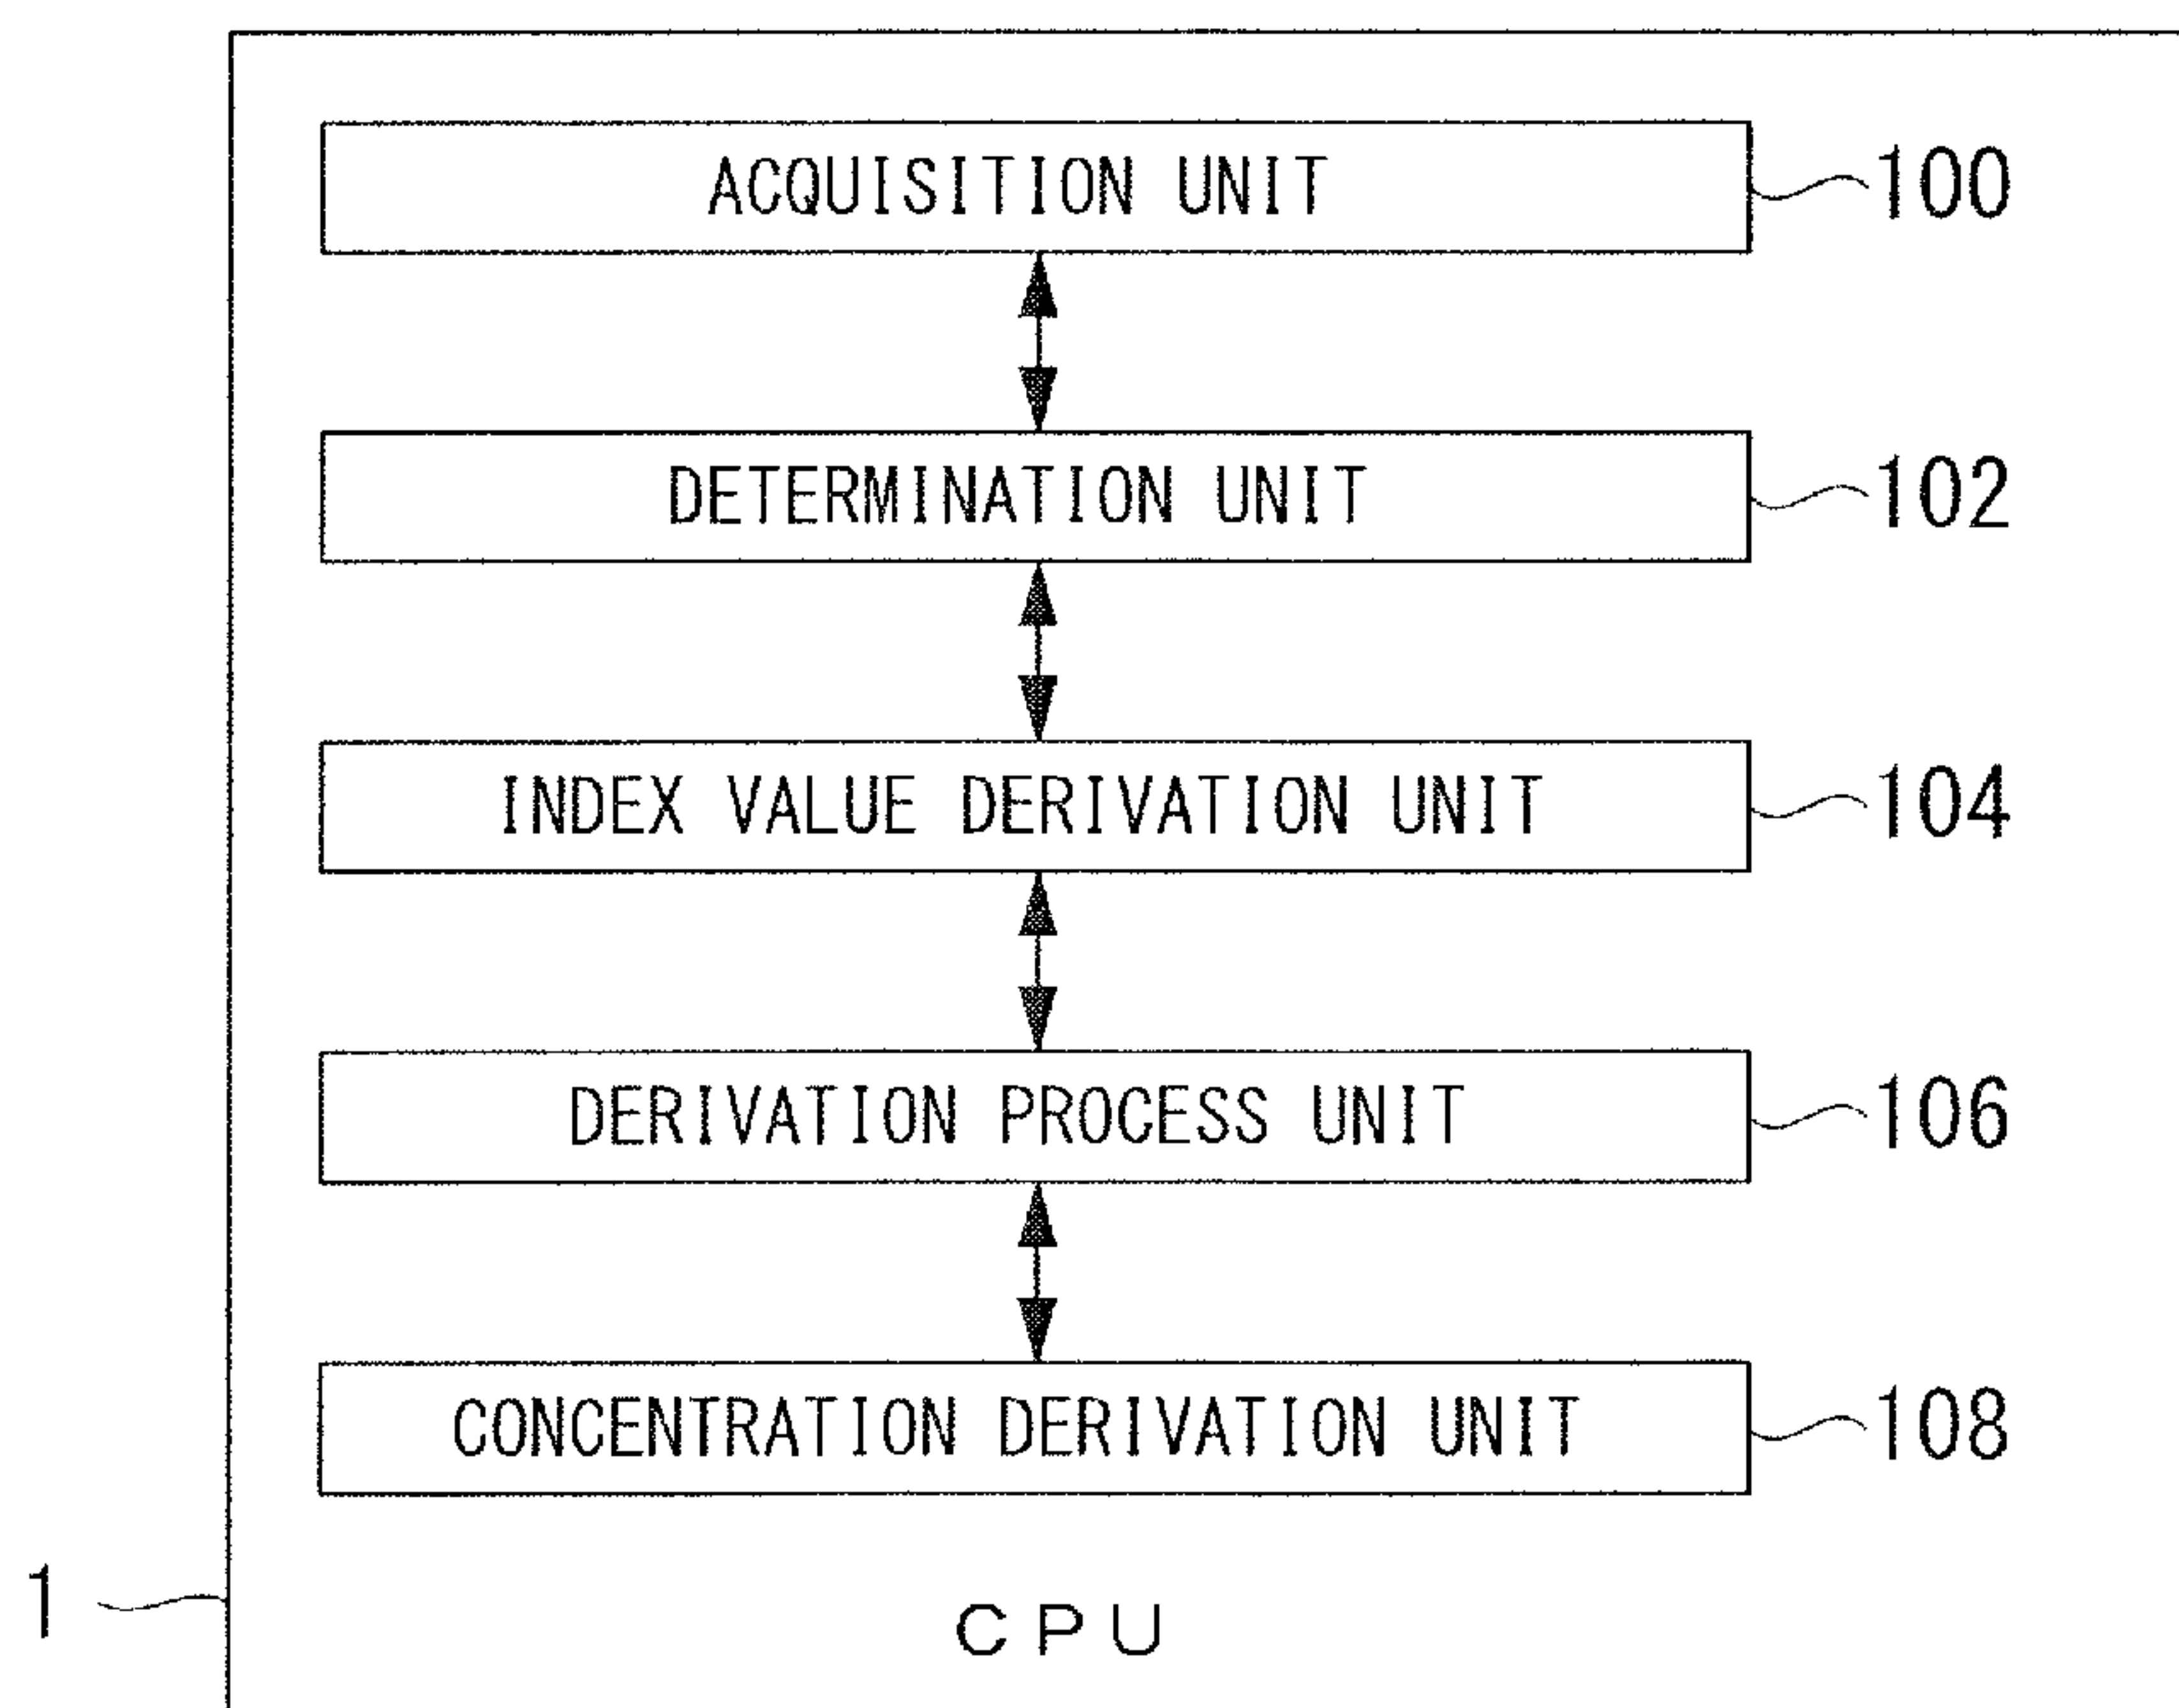 ACQUISITION UNIT 100
DETERMINATION UNIT 102
INDEX VALUE DERIVATION UNIT 104
DERIVATION PROCESS UNIT 106
CONCENTRATION DERIVATION UNIT 108
1
CPU